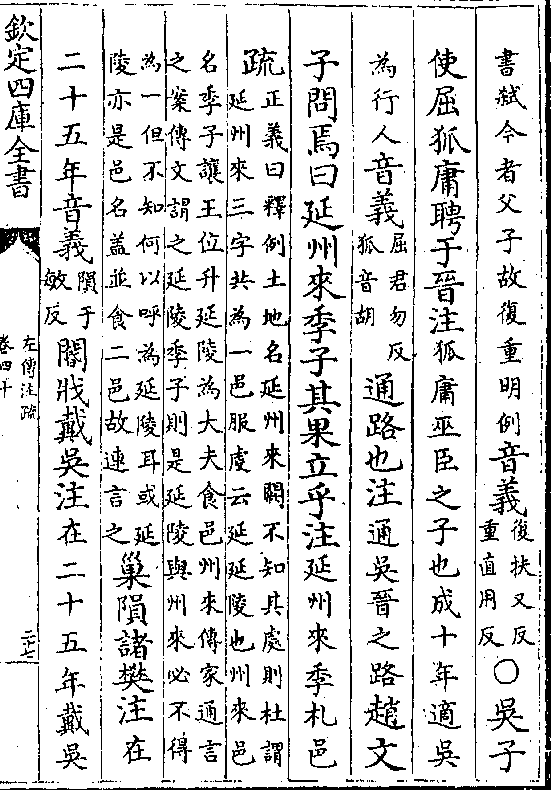 書弑今者父子故復重明例音義復扶又反重直用反○吳子
使屈狐庸聘于晉注狐庸巫臣之子也成十年適吳
為行人音義屈君勿反狐音胡通路也注通吳晉之路趙文
子問焉曰延州來季子其果立乎注延州來季札邑
疏正義曰釋例土地名延州來闕不知其處則杜謂
延州來三字共為一邑服虔云延延陵也州來邑
名季子讓王位升延陵為大夫食邑州來傳家通言
之案傳文謂之延陵季子則是延陵與州來必不得
為一但不知何以呼為延陵耳或延
陵亦是邑名蓋並食二邑故連言之巢隕諸樊注在
二十五年音義隕于敏反閽戕戴吳注在二十五年戴吳
欽定四庫全書
左傳注疏
卷四十
二十七